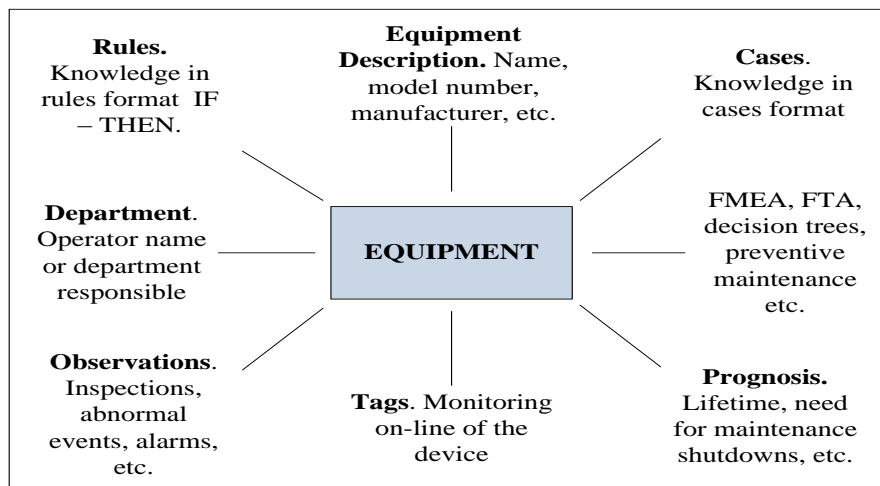 Rules.
Knowledge in
rules format  IF
– THEN.
Equipment
Description. Name,
model number,
manufacturer, etc.
Cases.
Knowledge in
cases format
Department.
Operator name
or department
responsible
EQUIPMENT
FMEA, FTA,
decision trees,
preventive
maintenance
etc.
Observations.
Inspections,
abnormal
events, alarms,
etc.
Tags. Monitoring
on-line of the
device
Prognosis.
Lifetime, need
for maintenance
shutdowns, etc.